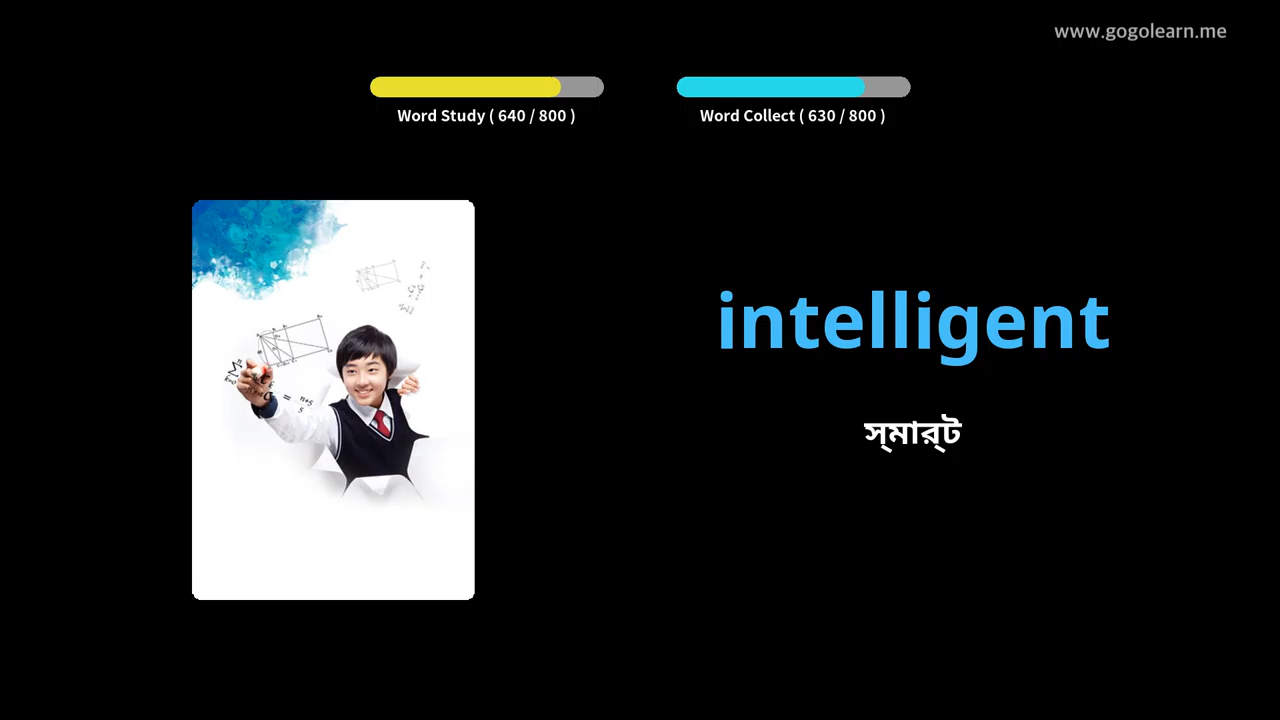 www.gogolearn.me
Word Study ( 640 / 800 )
Word Collect ( 630 / 800 )
intelligent
স্মার্ট